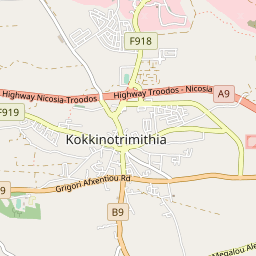 F918
Highway Nicosia-Troodos
Highway Troodos - Nicosia
A9
F919
Kokkinotrimithia
9
Grigori Afxentiou Rd
B9
Megalou Ale